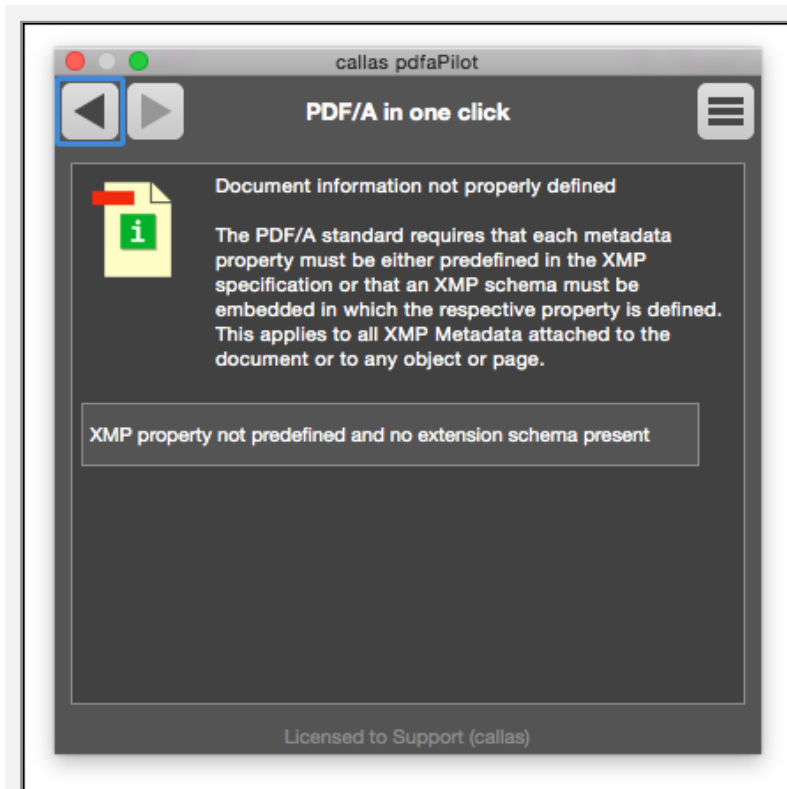 callas pdfaPilot
PDF/A in one click
Document information not properly defined
i
The PDF/A standard requires that each metadata
property must be either predefined in the XMP
specification or that an XMP schema must be
embedded in which the respective property is defined.
This applies to all XMP Metadata attached to the
document or to any object or page.
XMP property not predefined and no extension schema present
Licensed to Support (callas)